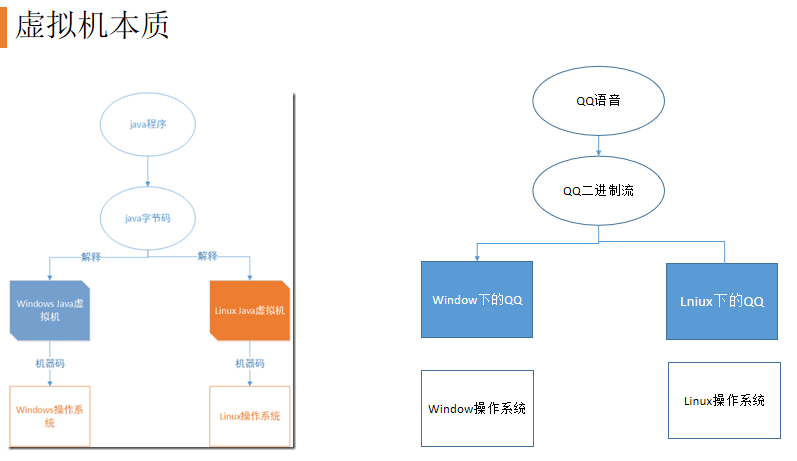 虚拟机本质
java程序
java字节码
解释
解释
Windows Java虚
拟机
Linux Java虚拟机
机器码
机器码
Windows操作系
统
Linux操作系统
QQ语音
QQ二进制流
Window下的QQ
Lniux下的QQ
Window操作系统
Linux操作系统